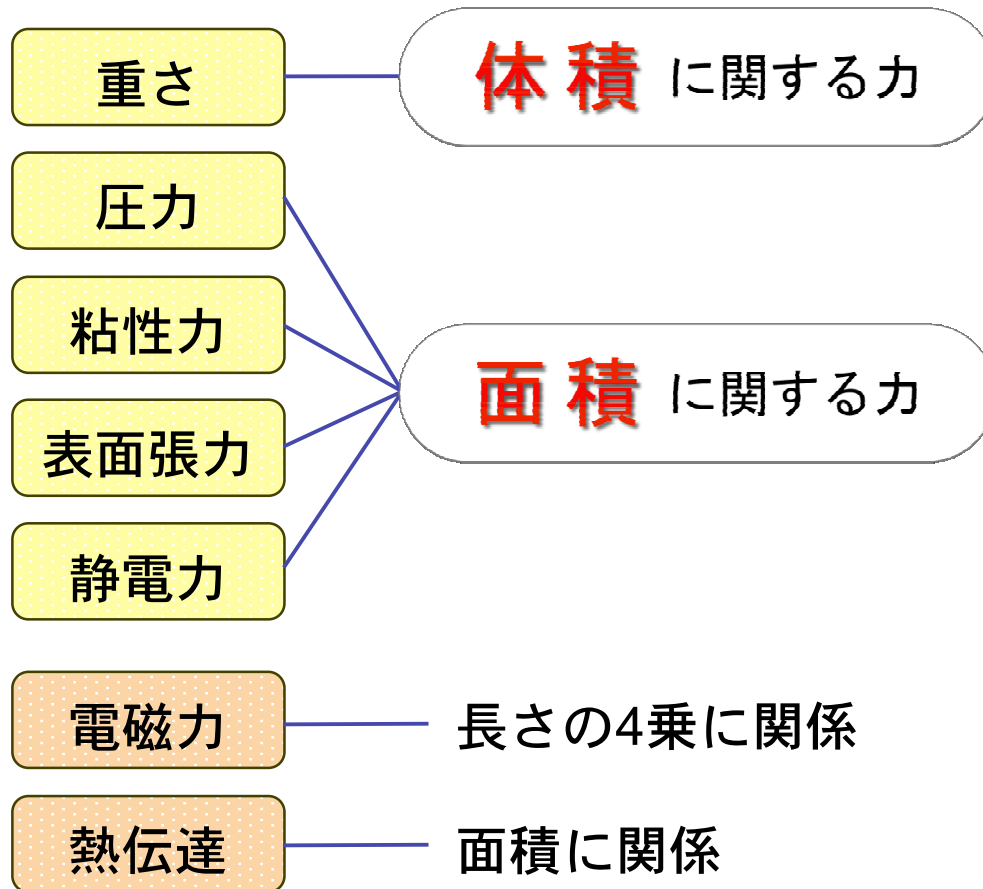 重さ
体積 に関する力
圧力
粘性力
面積 に関する力
表面張力
静電力
電磁力
長さの4乗に関係
熱伝達
面積に関係